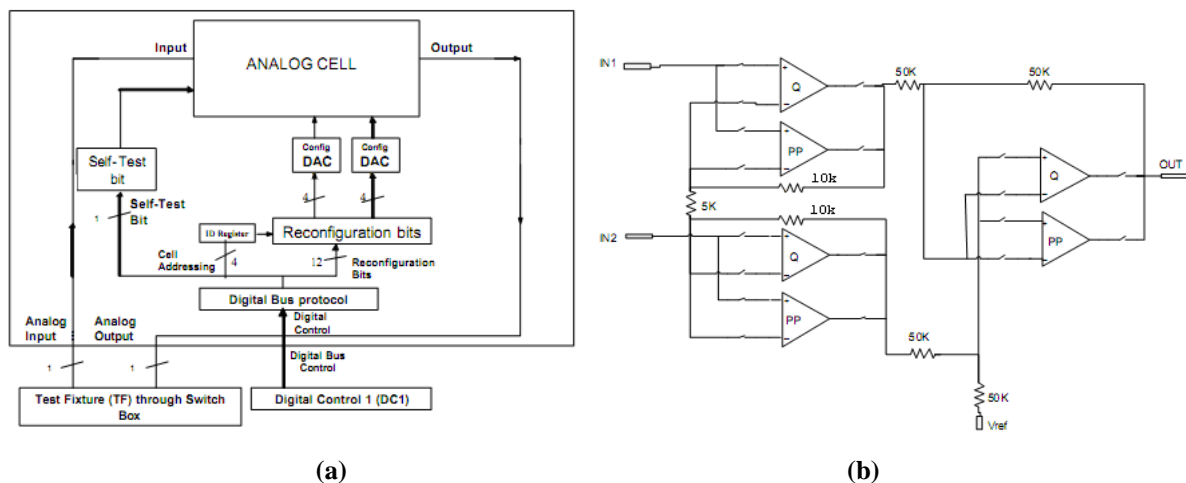 Input
Output
ANALOG CELL
Config
DAC
Config
DAC
Self-Test
bit
4
4
1
Self-Test
Bit
ID Register
Reconfiguration bits
Cell
Addressing
4
12
Reconfiguration
Bits
Digital Bus protocol
Analog
Input
Analog
Output
Digital
Control
1
1
Digital Bus
Control
Test Fixture (TF) through Switch
Box
Digital Control 1 (DC1)
(a)
IN1
+
Q
−
50K
50K
+
PP
−
10k
5K
10k
IN2
+
Q
−
+
PP
−
+
Q
−
OUT
+
PP
−
50K
50K
Vref
(b)